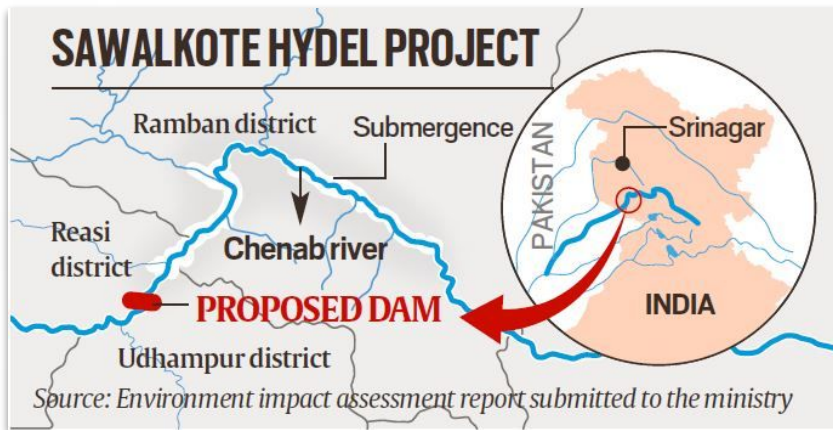 SAWALKOTE HYDEL PROJECT
Ramban district
Submergence
Srinagar
PAKISTAN
Reasi
district
Chenab river
PROPOSED DAM
INDIA
Udhampur district
Source: Environment impact assessment report submitted to the ministry